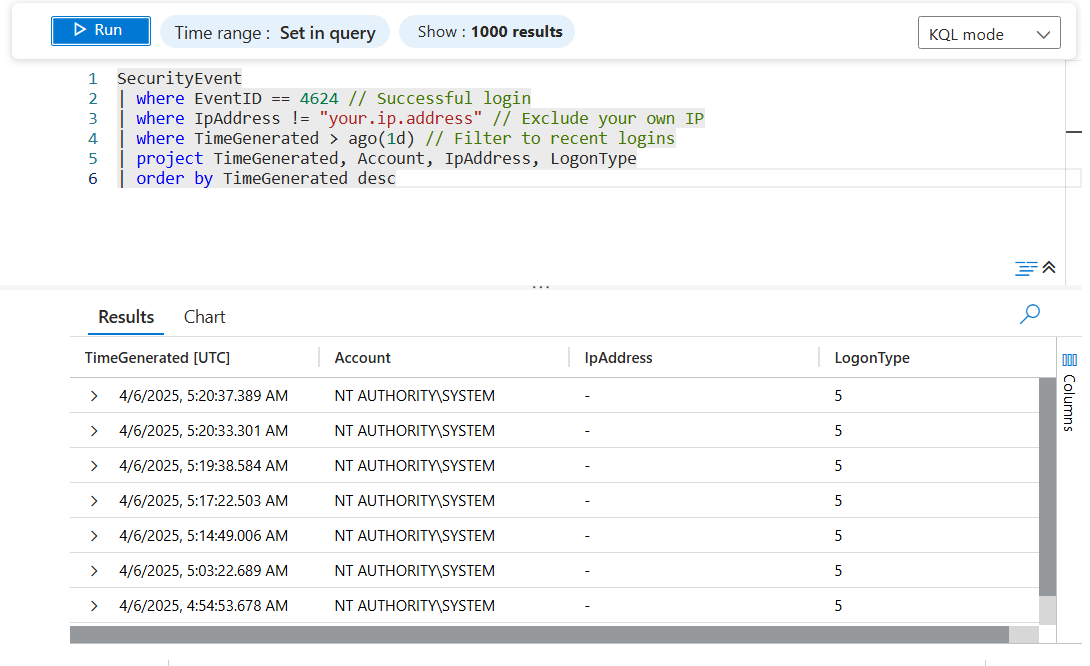 Run Time range : Set in query Show : 1000 results KQL mode
1 SecurityEvent
2 | where EventID == 4624 // Successful login
3 | where IpAddress != "your.ip.address" // Exclude your own IP
4 | where TimeGenerated > ago(1d) // Filter to recent logins
5 | project TimeGenerated, Account, IpAddress, LogonType
6 | order by TimeGenerated desc
Results Chart
TimeGenerated [UTC] Account IpAddress LogonType
4/6/2025, 5:20:37.389 AM NT AUTHORITY\SYSTEM - 5
4/6/2025, 5:20:33.301 AM NT AUTHORITY\SYSTEM - 5
4/6/2025, 5:19:38.584 AM NT AUTHORITY\SYSTEM - 5
4/6/2025, 5:17:22.503 AM NT AUTHORITY\SYSTEM - 5
4/6/2025, 5:14:49.006 AM NT AUTHORITY\SYSTEM - 5
4/6/2025, 5:03:22.689 AM NT AUTHORITY\SYSTEM - 5
4/6/2025, 4:54:53.678 AM NT AUTHORITY\SYSTEM - 5
Columns